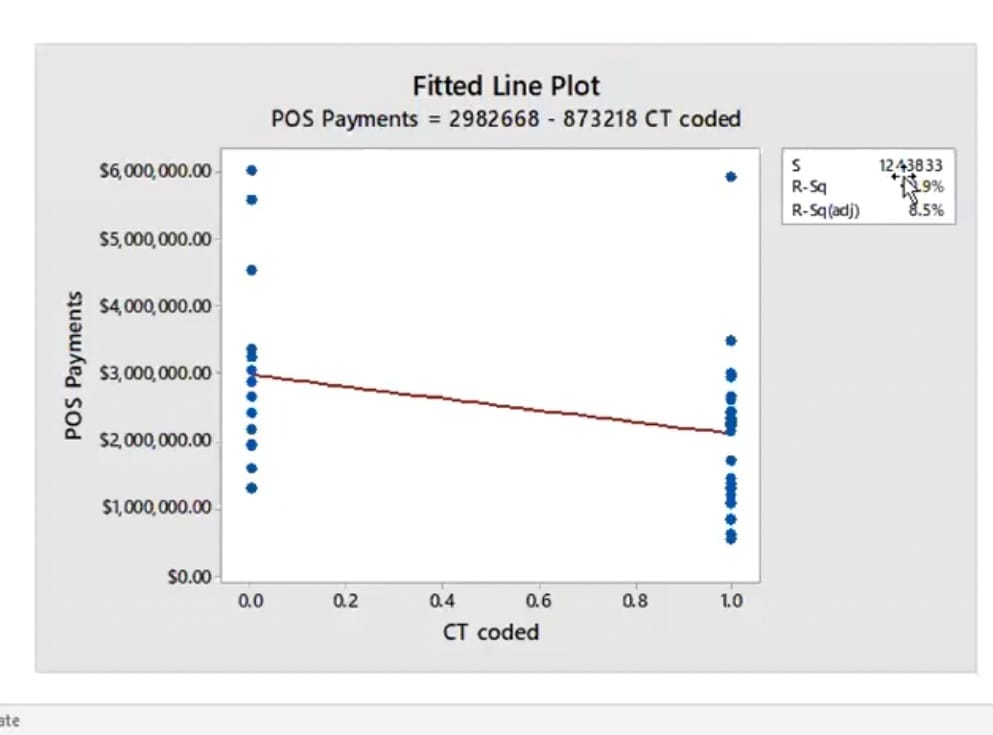 Fitted Line Plot
POS Payments = 2982668 - 873218 CT coded
$6,000,000.00
$5,000,000.00
$4,000,000.00
$3,000,000.00
$2,000,000.00
$1,000,000.00
$0.00
POS Payments
0.0 0.2 0.4 0.6 0.8 1.0
CT coded
S 1243833
R-Sq
R-Sq(adj) 8.5%
ate